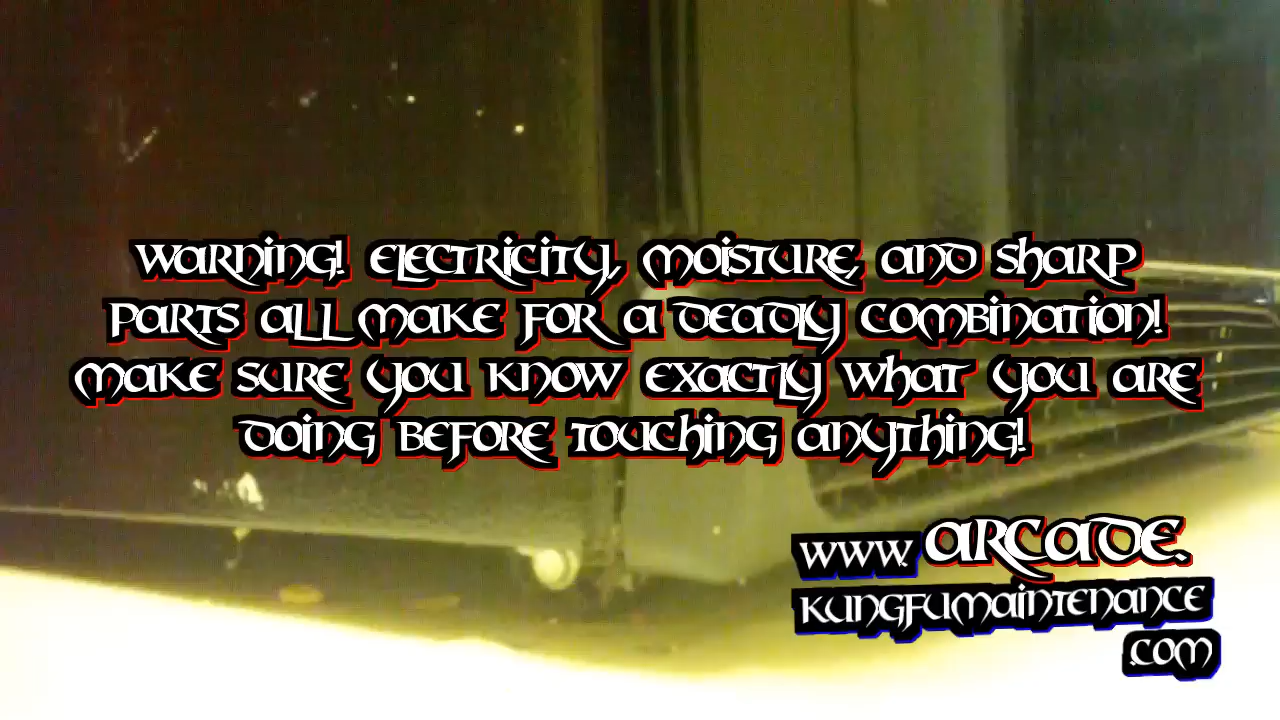 Warning! Electricity, moisture, and sharp
parts all make for a deadly combination!
Make sure you know exactly what you are
doing before touching anything!
www.arcade.
kungfumaintenance
.com